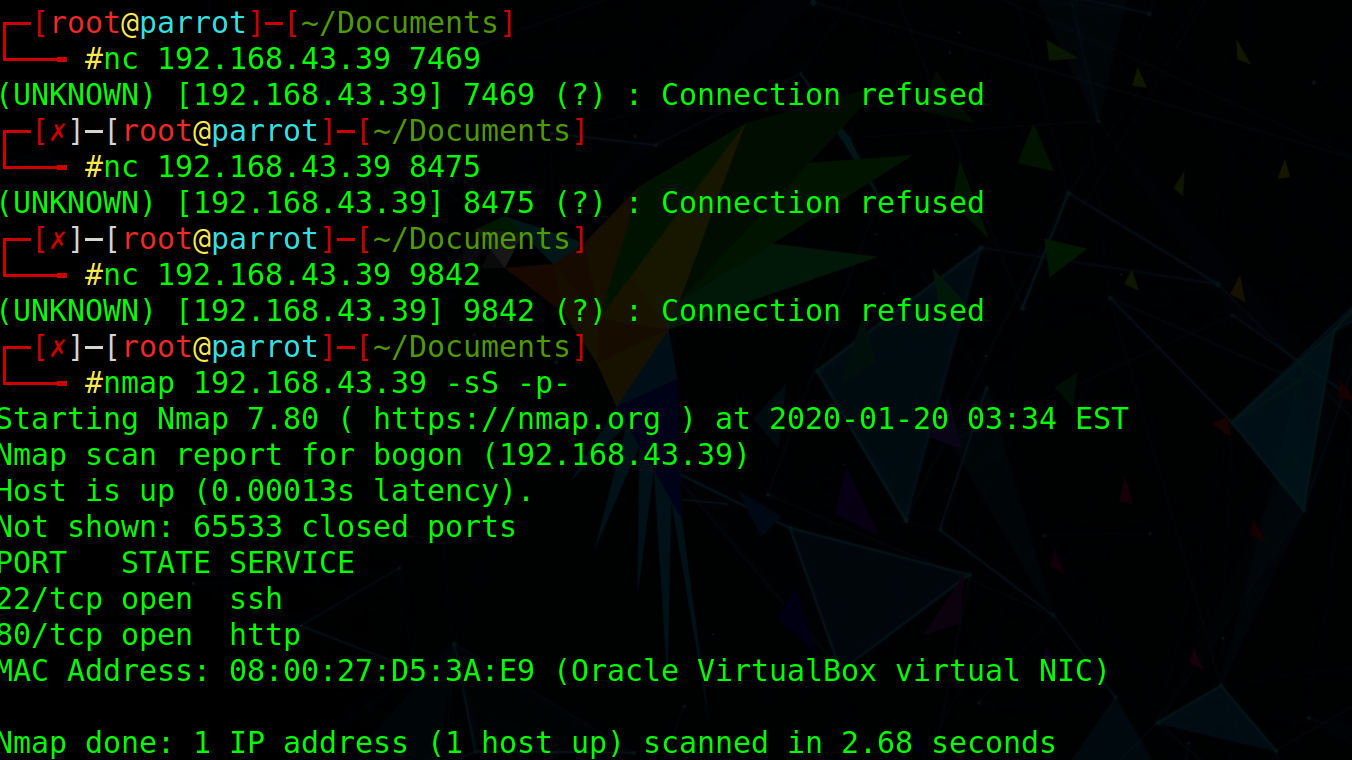 ┌─[root@parrot]─[~/Documents]
└──╼ #nc 192.168.43.39 7469
(UNKNOWN) [192.168.43.39] 7469 (?) : Connection refused
┌─[✗]─[root@parrot]─[~/Documents]
└──╼ #nc 192.168.43.39 8475
(UNKNOWN) [192.168.43.39] 8475 (?) : Connection refused
┌─[✗]─[root@parrot]─[~/Documents]
└──╼ #nc 192.168.43.39 9842
(UNKNOWN) [192.168.43.39] 9842 (?) : Connection refused
┌─[✗]─[root@parrot]─[~/Documents]
└──╼ #nmap 192.168.43.39 -sS -p-
Starting Nmap 7.80 ( https://nmap.org ) at 2020-01-20 03:34 EST
Nmap scan report for bogon (192.168.43.39)
Host is up (0.00013s latency).
Not shown: 65533 closed ports
PORT   STATE SERVICE
22/tcp open  ssh
80/tcp open  http
MAC Address: 08:00:27:D5:3A:E9 (Oracle VirtualBox virtual NIC)
Nmap done: 1 IP address (1 host up) scanned in 2.68 seconds